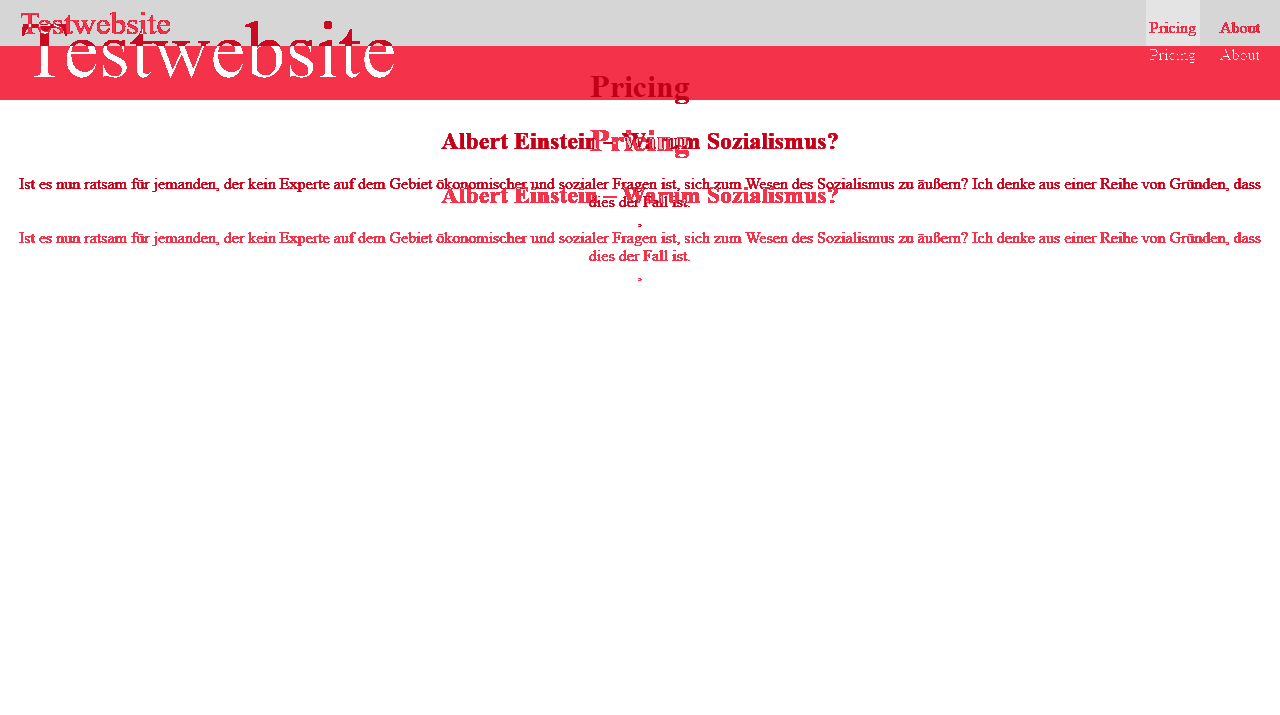 Testwebsite
Testwebsite
Pricing About
Pricing About
Pricing
Pricing
Albert Einstein – Warum Sozialismus?
Ist es nun ratsam für jemanden, der kein Experte auf dem Gebiet ökonomischer und sozialer Fragen ist, sich zum Wesen des Sozialismus zu äußern? Ich denke aus einer Reihe von Gründen, dass
dies der Fall ist.
Albert Einstein – Warum Sozialismus?
Ist es nun ratsam für jemanden, der kein Experte auf dem Gebiet ökonomischer und sozialer Fragen ist, sich zum Wesen des Sozialismus zu äußern? Ich denke aus einer Reihe von Gründen, dass
dies der Fall ist.